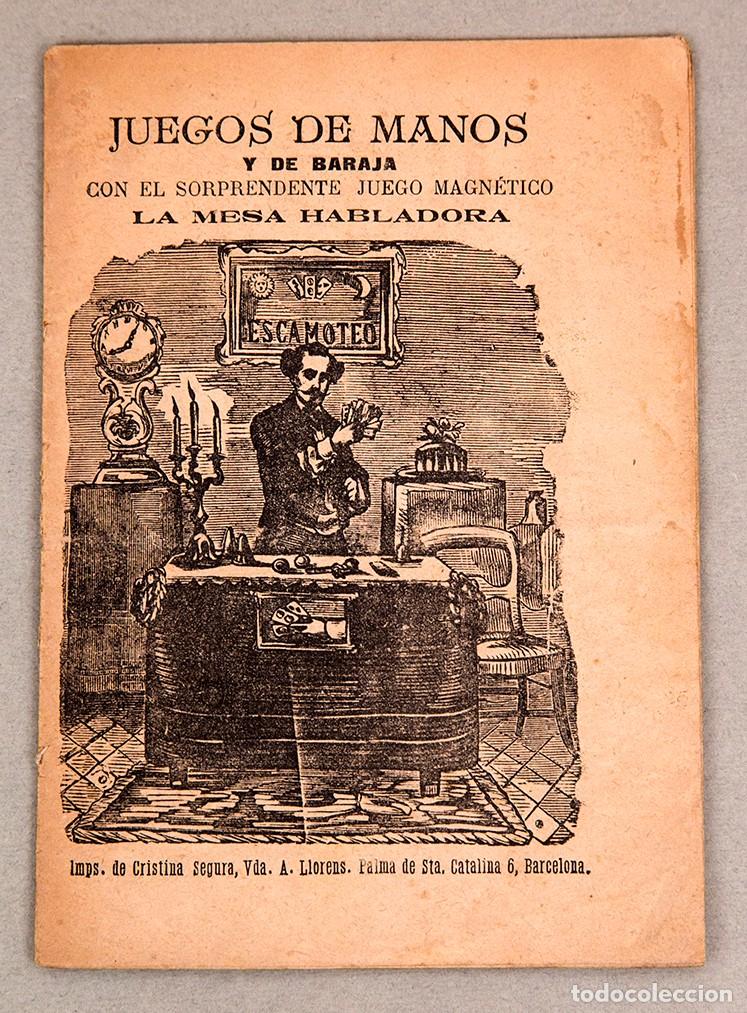 JUEGOS DE MANOS
Y DE BARAJA
CON EL SORPRENDENTE JUEGO MAGNÉTICO
LA MESA HABLADORA
ESCAMOTEO
Imps. de Cristina Segura, Vda. A. Llorens. Palma de Sta. Catalina 6, Barcelona.
todocoleccion